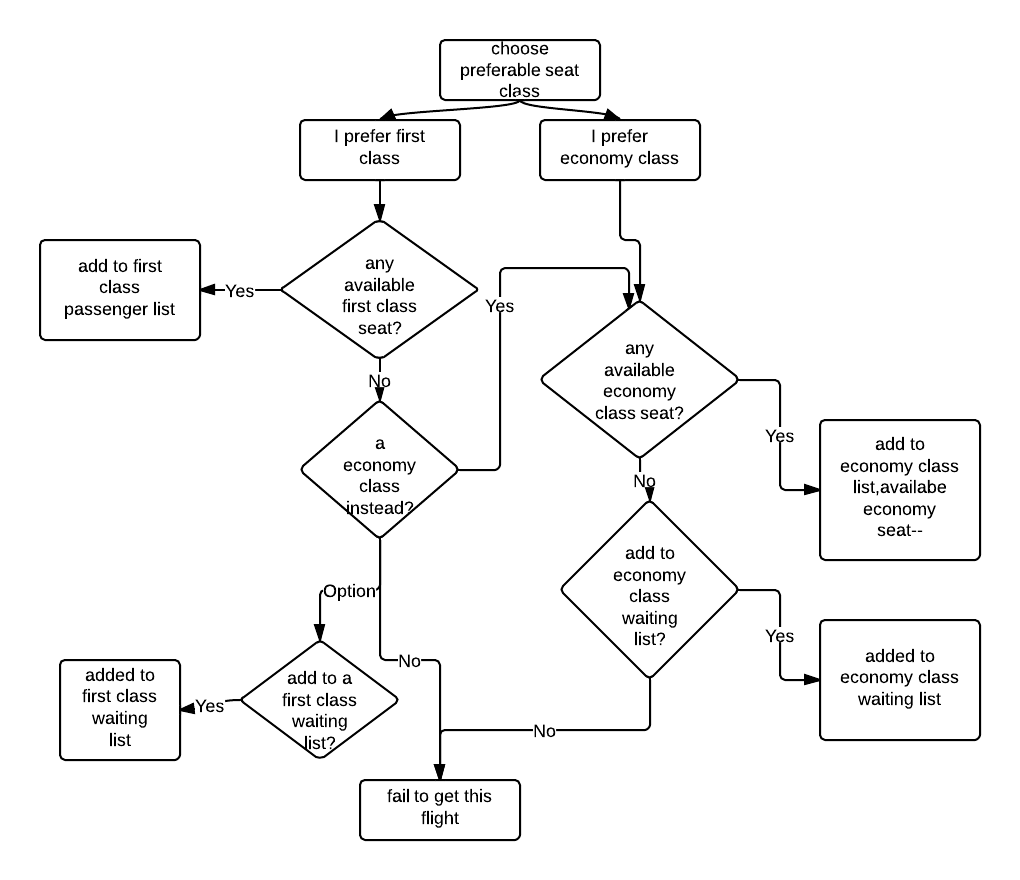 choose
preferable seat
class
I prefer first
class
I prefer
economy class
any
available
first class
seat?
Yes
add to first
class
passenger list
No
Yes
any
available
economy
class seat?
a
economy
class
instead?
Yes
add to
economy class
list,availabe
economy
seat--
No
add to
economy
class
waiting
list?
Option
Yes
added to
economy class
waiting list
No
add to a
first class
waiting
list?
Yes
added to
first class
waiting
list
No
fail to get this
flight